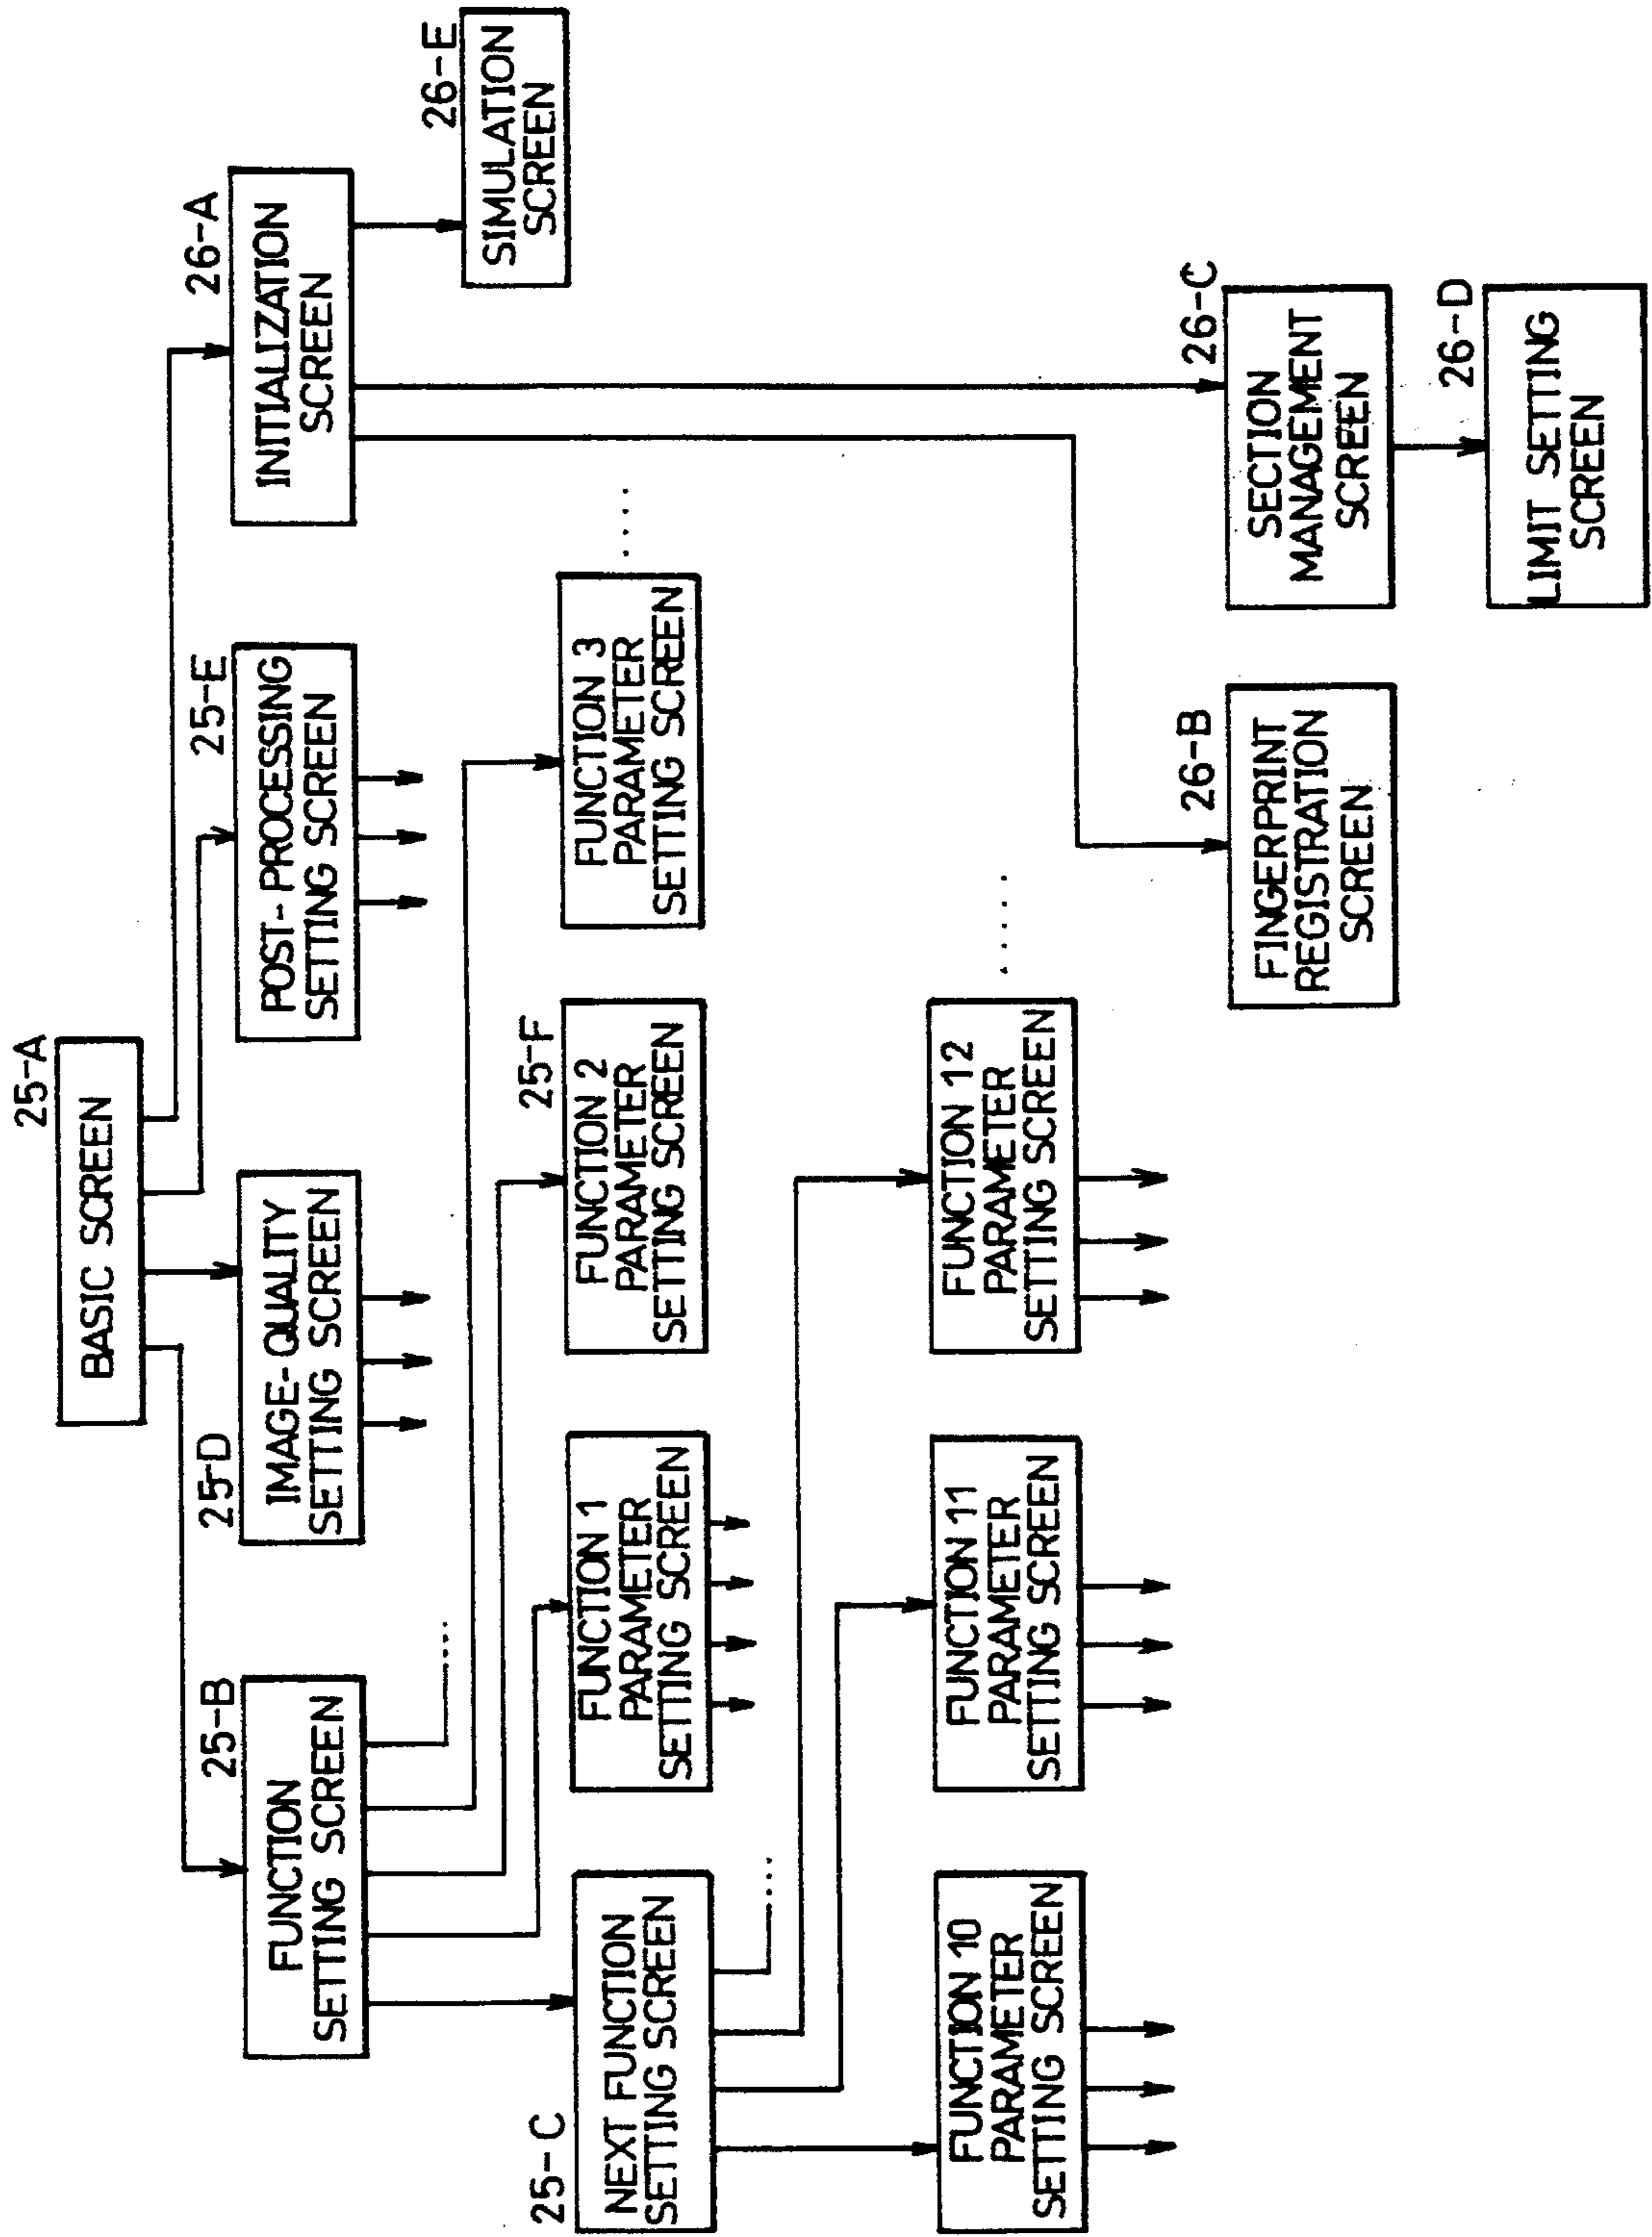 25-A
BASIC SCREEN
25-B
FUNCTION
SETTING SCREEN
25-D
IMAGE-QUALITY
SETTING SCREEN
25-E
POST-PROCESSING
SETTING SCREEN
26-A
INITIALIZATION
SCREEN
26-E
SIMULATION
SCREEN
25-C
NEXT FUNCTION
SETTING SCREEN
FUNCTION 1
PARAMETER
SETTING SCREEN
25-F
FUNCTION 2
PARAMETER
SETTING SCREEN
FUNCTION 3
PARAMETER
SETTING SCREEN
FUNCTION 10
PARAMETER
SETTING SCREEN
FUNCTION 11
PARAMETER
SETTING SCREEN
FUNCTION 12
PARAMETER
SETTING SCREEN
26-B
FINGERPRINT
REGISTRATION
SCREEN
26-C
SECTION
MANAGEMENT
SCREEN
26-D
LIMIT SETTING
SCREEN